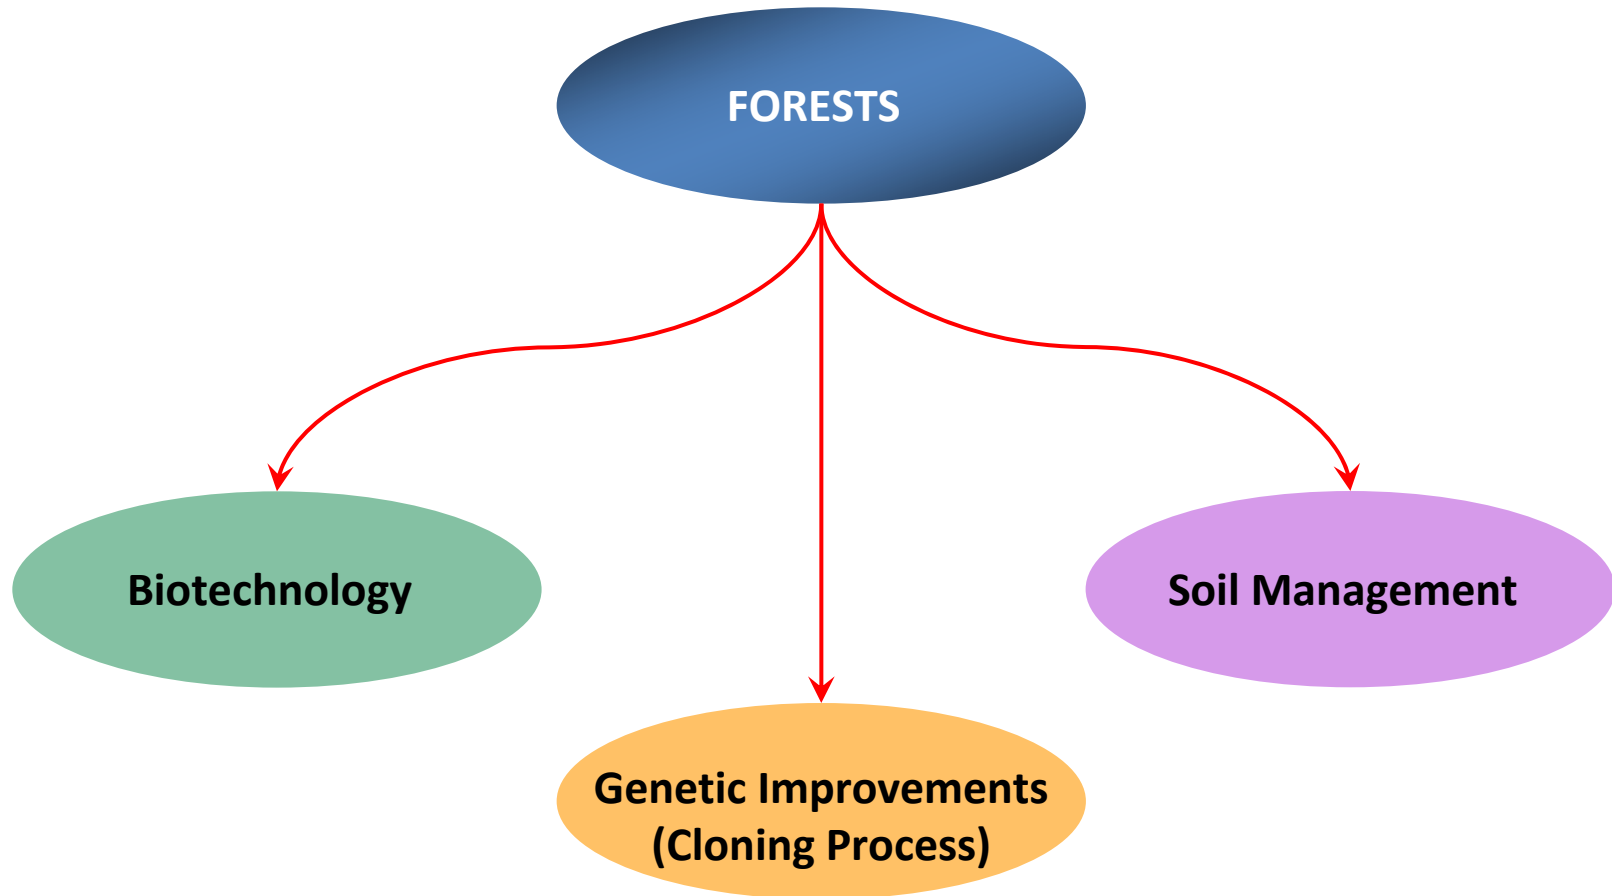 FORESTS
Biotechnology
Soil Management
Genetic Improvements
(Cloning Process)